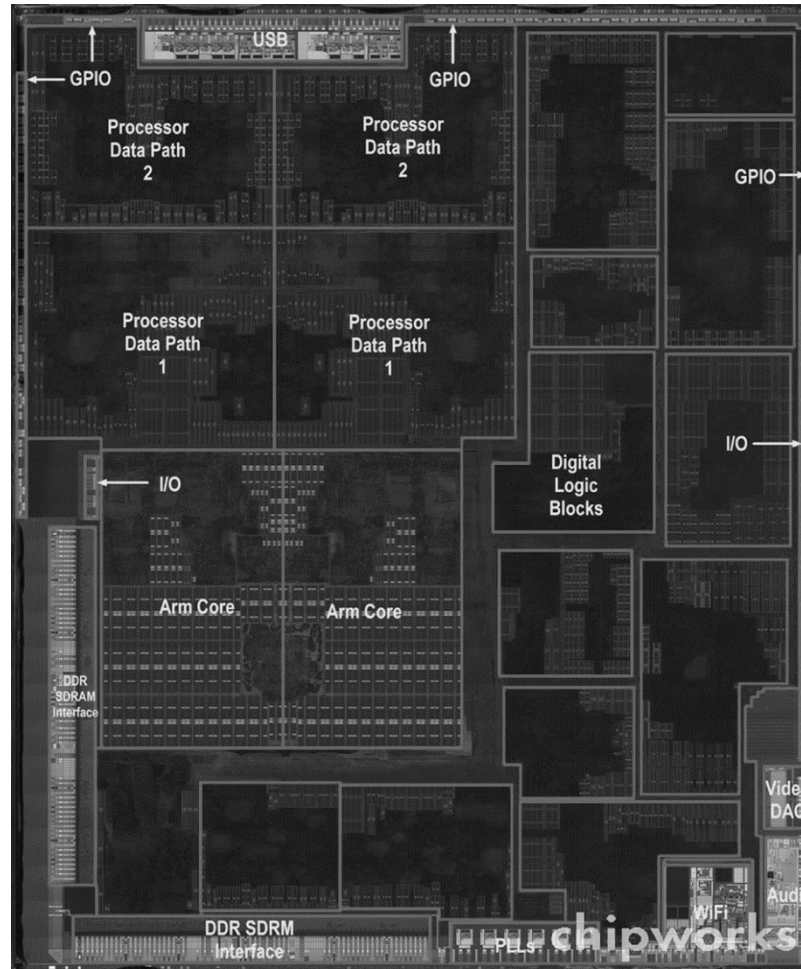 USB
GPIO
GPIO
Processor
Data Path
2
Processor
Data Path
2
GPIO
Processor
Data Path
1
Processor
Data Path
1
I/O
I/O
Digital
Logic
Blocks
Arm Core
Arm Core
DDR
SDRAM
Interface
Vide
DAC
Audi
WiFi
DDR SDRM
Interface
PLLs
chipworks